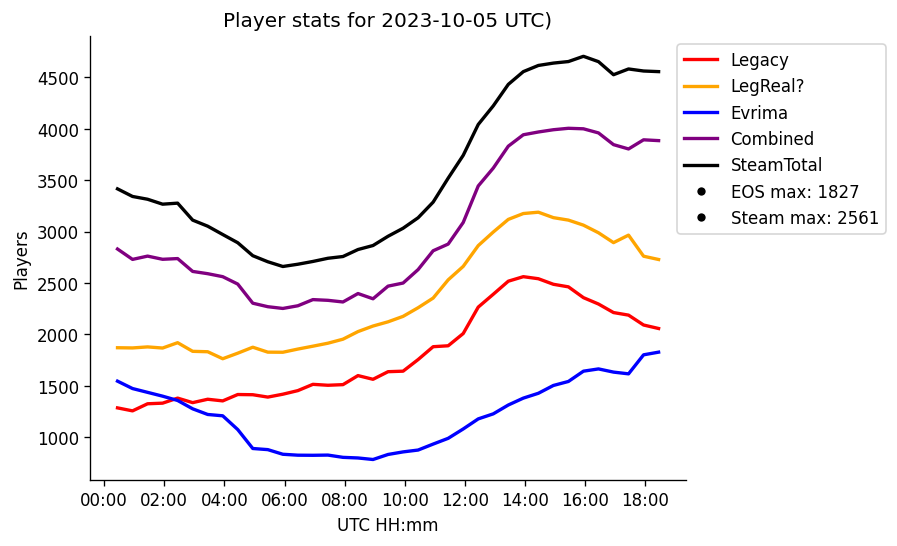 Player stats for 2023-10-05 UTC)
Legacy
LegReal?
Evrima
Combined
SteamTotal
EOS max: 1827
Steam max: 2561
Players
4500
4000
3500
3000
2500
2000
1500
1000
00:00 02:00 04:00 06:00 08:00 10:00 12:00 14:00 16:00 18:00
UTC HH:mm